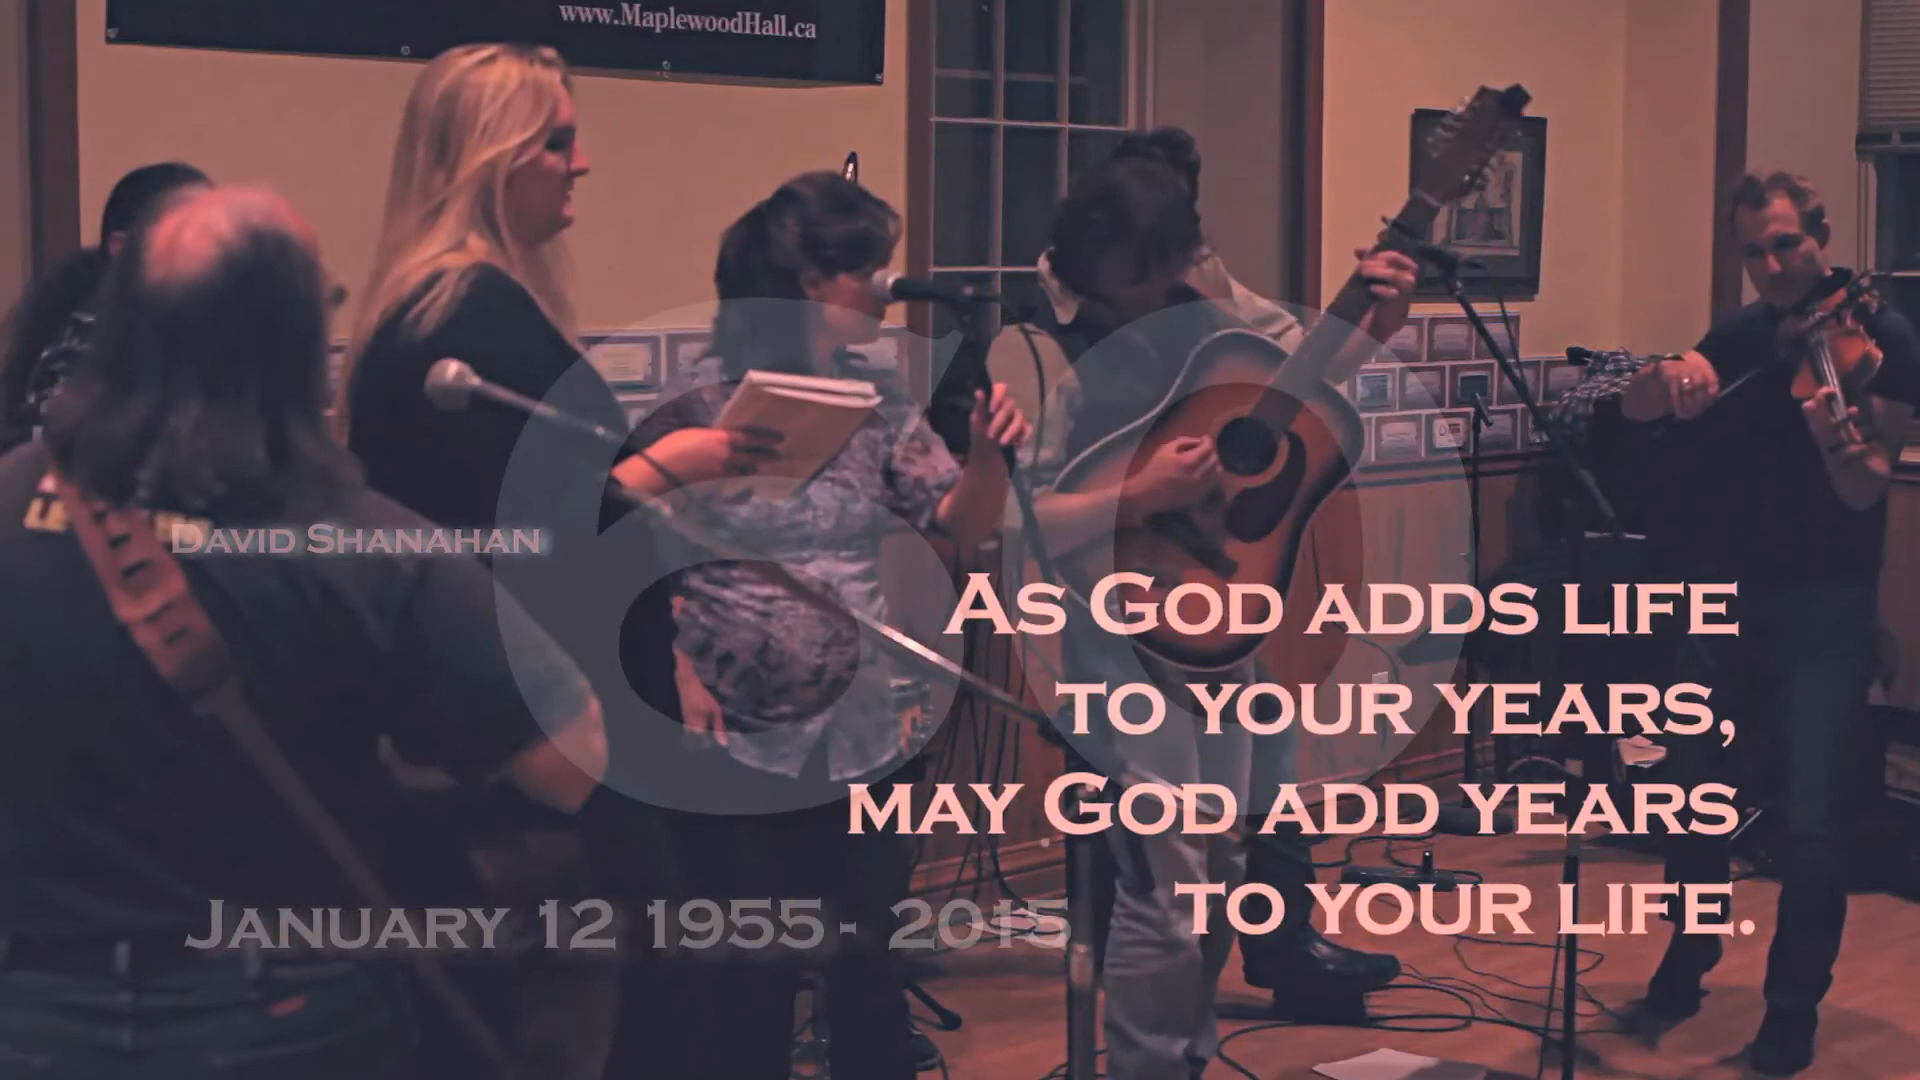 www.MaplewoodHall.ca
60
David Shanahan
As God adds life
to your years,
may God add years
to your life.
January 12 1955 - 2015